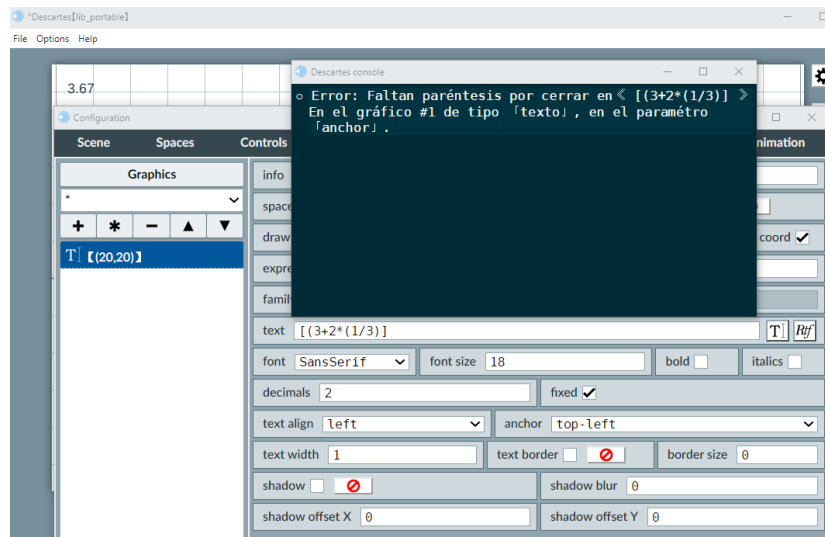 *Descartes【lib_portable】
File Options Help
3.67
Descartes console
Error: Faltan paréntesis por cerrar en《 [(3+2*(1/3)] 》
En el gráfico #1 de tipo 「texto」, en el paramétro
「anchor」.
Configuration
Scene Spaces Controls nimation
Graphics
*
info
space
T 【(20,20)】
draw coord
expre
famil
text [(3+2*(1/3)] T Rtf
font SansSerif font size 18 bold italics
decimals 2 fixed
text align left anchor top-left
text width 1 text border border size 0
shadow shadow blur 0
shadow offset X 0 shadow offset Y 0